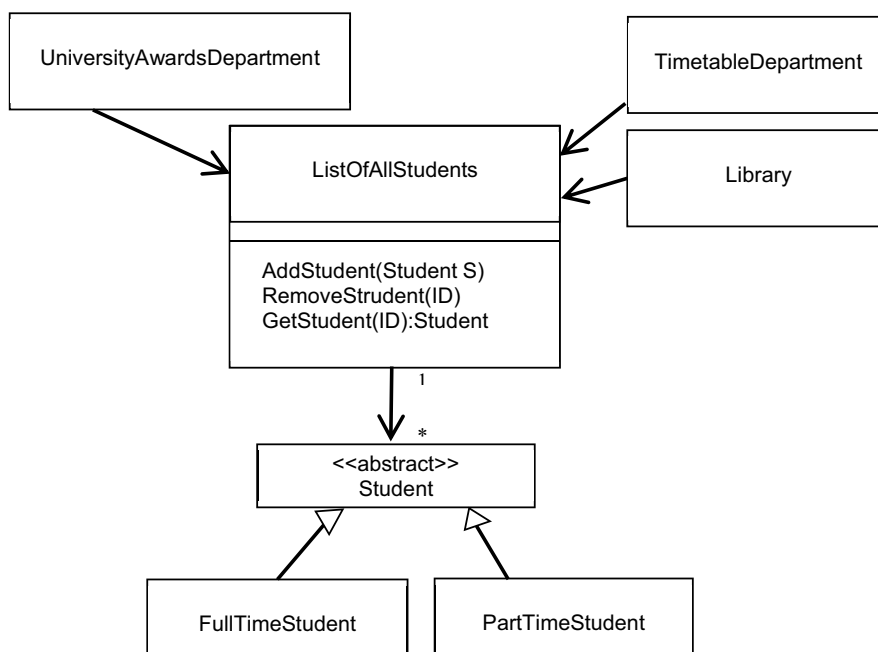 UniversityAwardsDepartment
TimetableDepartment
ListOfAllStudents
Library
AddStudent(Student S)
RemoveStrudent(ID)
GetStudent(ID):Student
1
*
<<abstract>>
Student
FullTimeStudent
PartTimeStudent